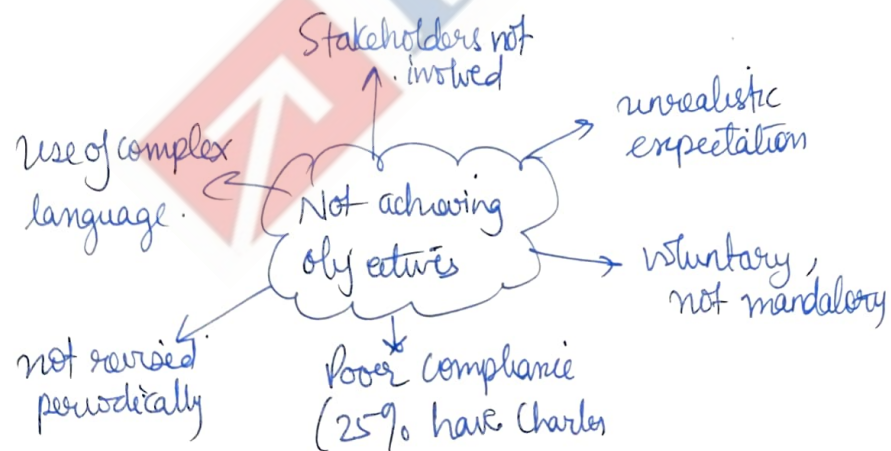 Stakeholders not
involved
unrealistic
expectation
Use of complex
language.
Not achieving
objectives
voluntary,
not mandatory
not revised
periodically
Poor compliance
(25% have Charters